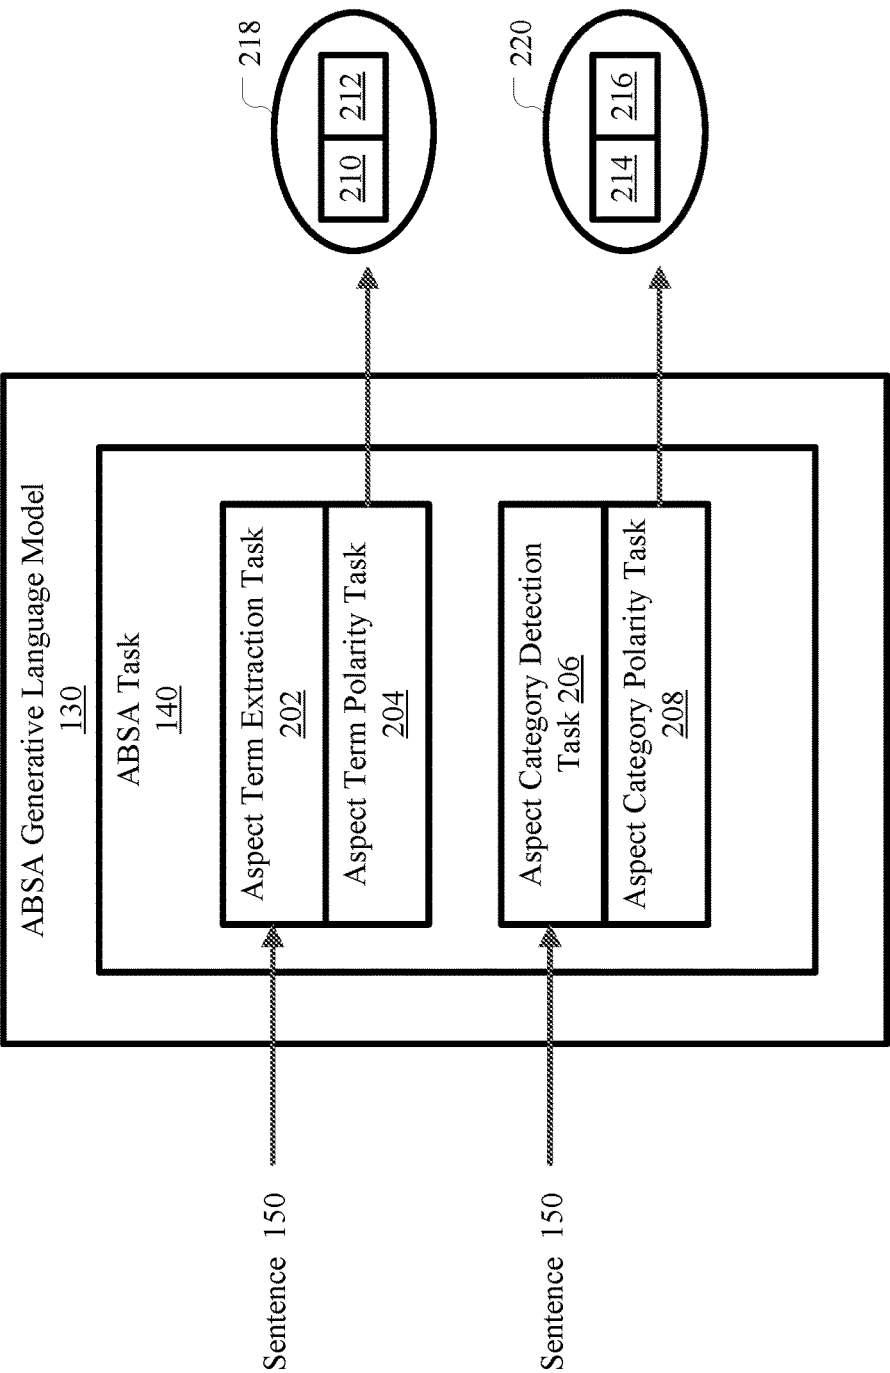 ABSA Generative Language Model
130
ABSA Task
140
Sentence 150
Aspect Term Extraction Task
202
Aspect Term Polarity Task
204
218
210
212
Sentence 150
Aspect Category Detection
Task 206
Aspect Category Polarity Task
208
220
214
216